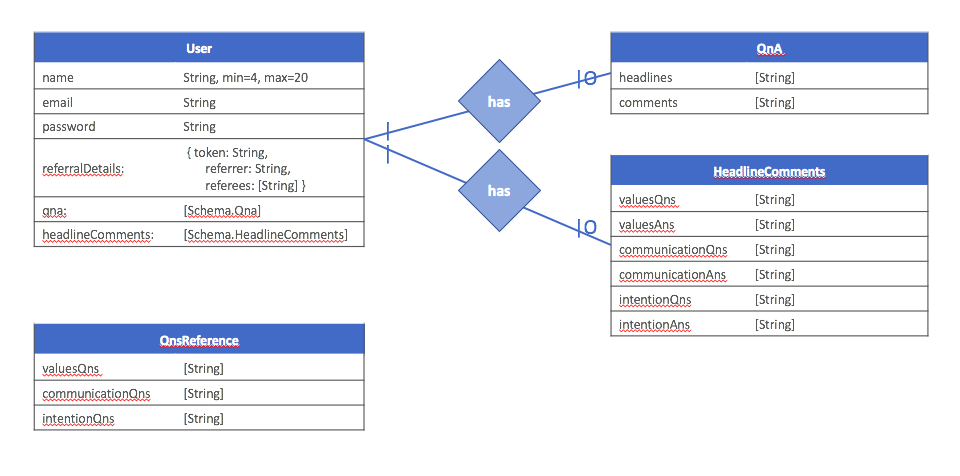 User
name String, min=4, max=20
email String
password String
referralDetails: { token: String,
referrer: String,
referees: [String] }
qna: [Schema.Qna]
headlineComments: [Schema.HeadlineComments]
has
has
QnA
headlines [String]
comments [String]
HeadlineComments
valuesQns [String]
valuesAns [String]
communicationQns [String]
communicationAns [String]
intentionQns [String]
intentionAns [String]
QnsReference
valuesQns [String]
communicationQns [String]
intentionQns [String]